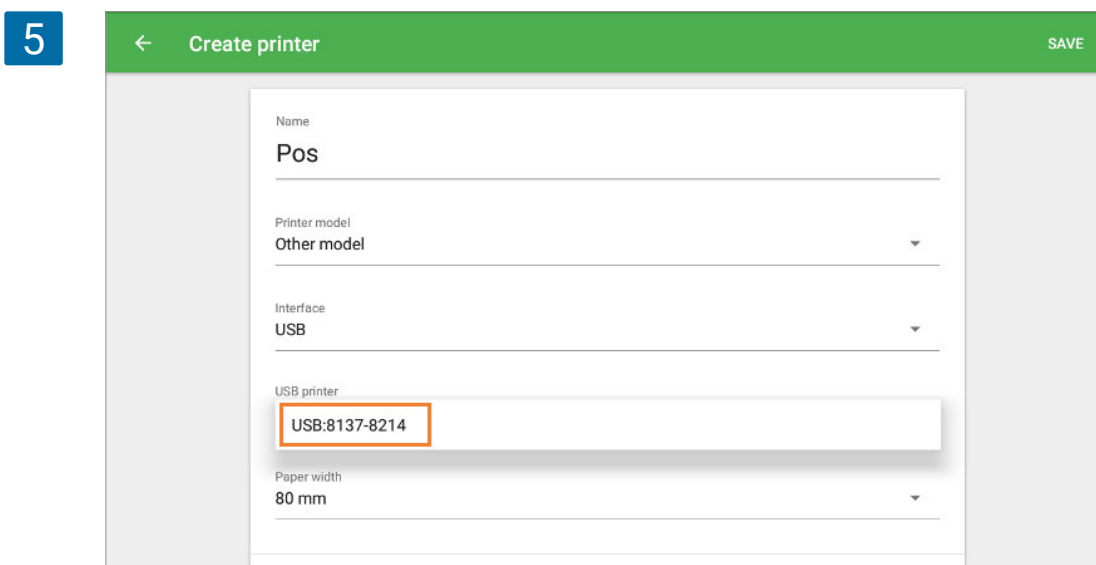 5
Create printer
SAVE
Name
Pos
Printer model
Other model
Interface
USB
USB printer
USB:8137-8214
Paper width
80 mm